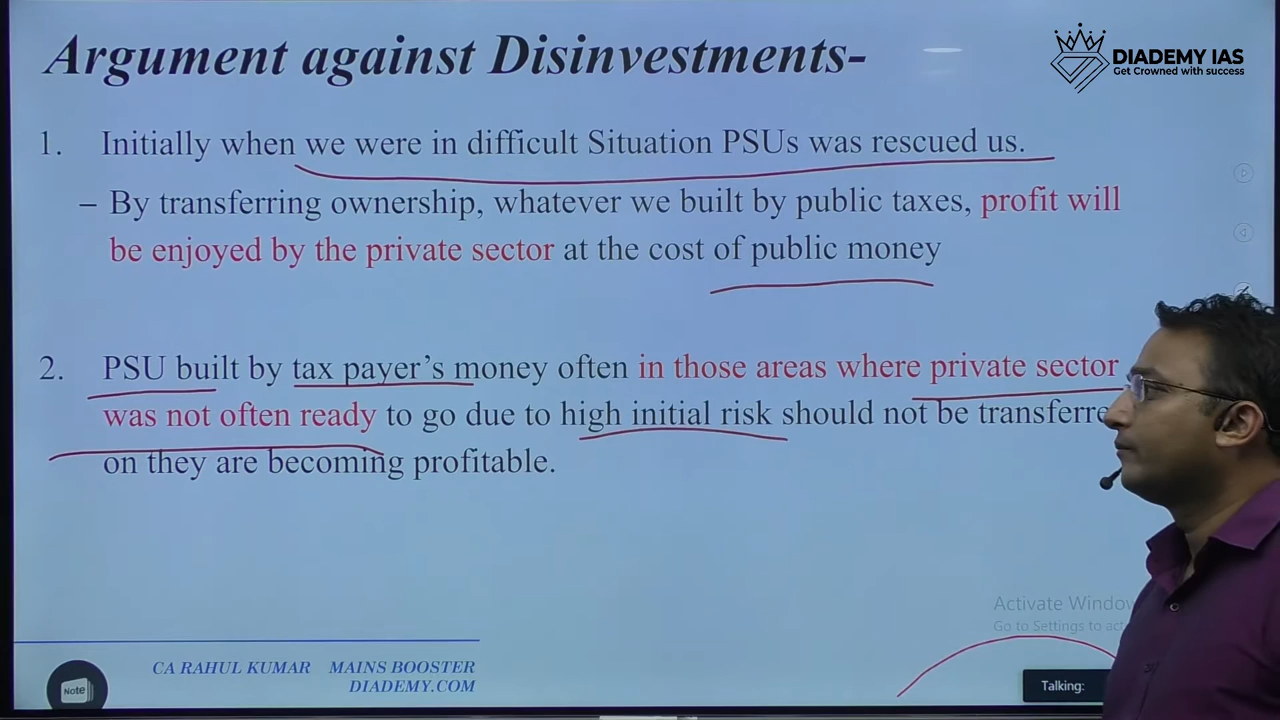 Argument against Disinvestments-
DIADEMY IAS
Get Crowned with success
1. Initially when we were in difficult Situation PSUs was rescued us.
– By transferring ownership, whatever we built by public taxes, profit will
be enjoyed by the private sector at the cost of public money
2. PSU built by tax payer's money often in those areas where private sector
was not often ready to go due to high initial risk should not be
on they are becoming profitable.
Activate
Go to Settings to
CA RAHUL KUMAR MAINS BOOSTER
DIADEMY.COM
Note
Talking: